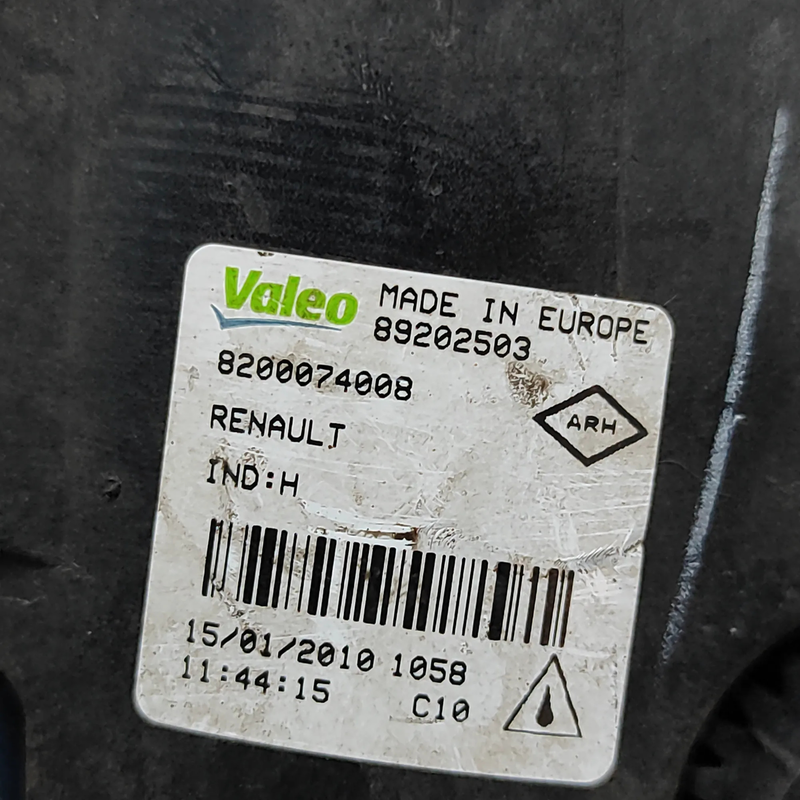 Valeo MADE IN EUROPE
89202503
8200074008
RENAULT
ARH
IND:H
15/01/2010 1058
11:44:15 C10